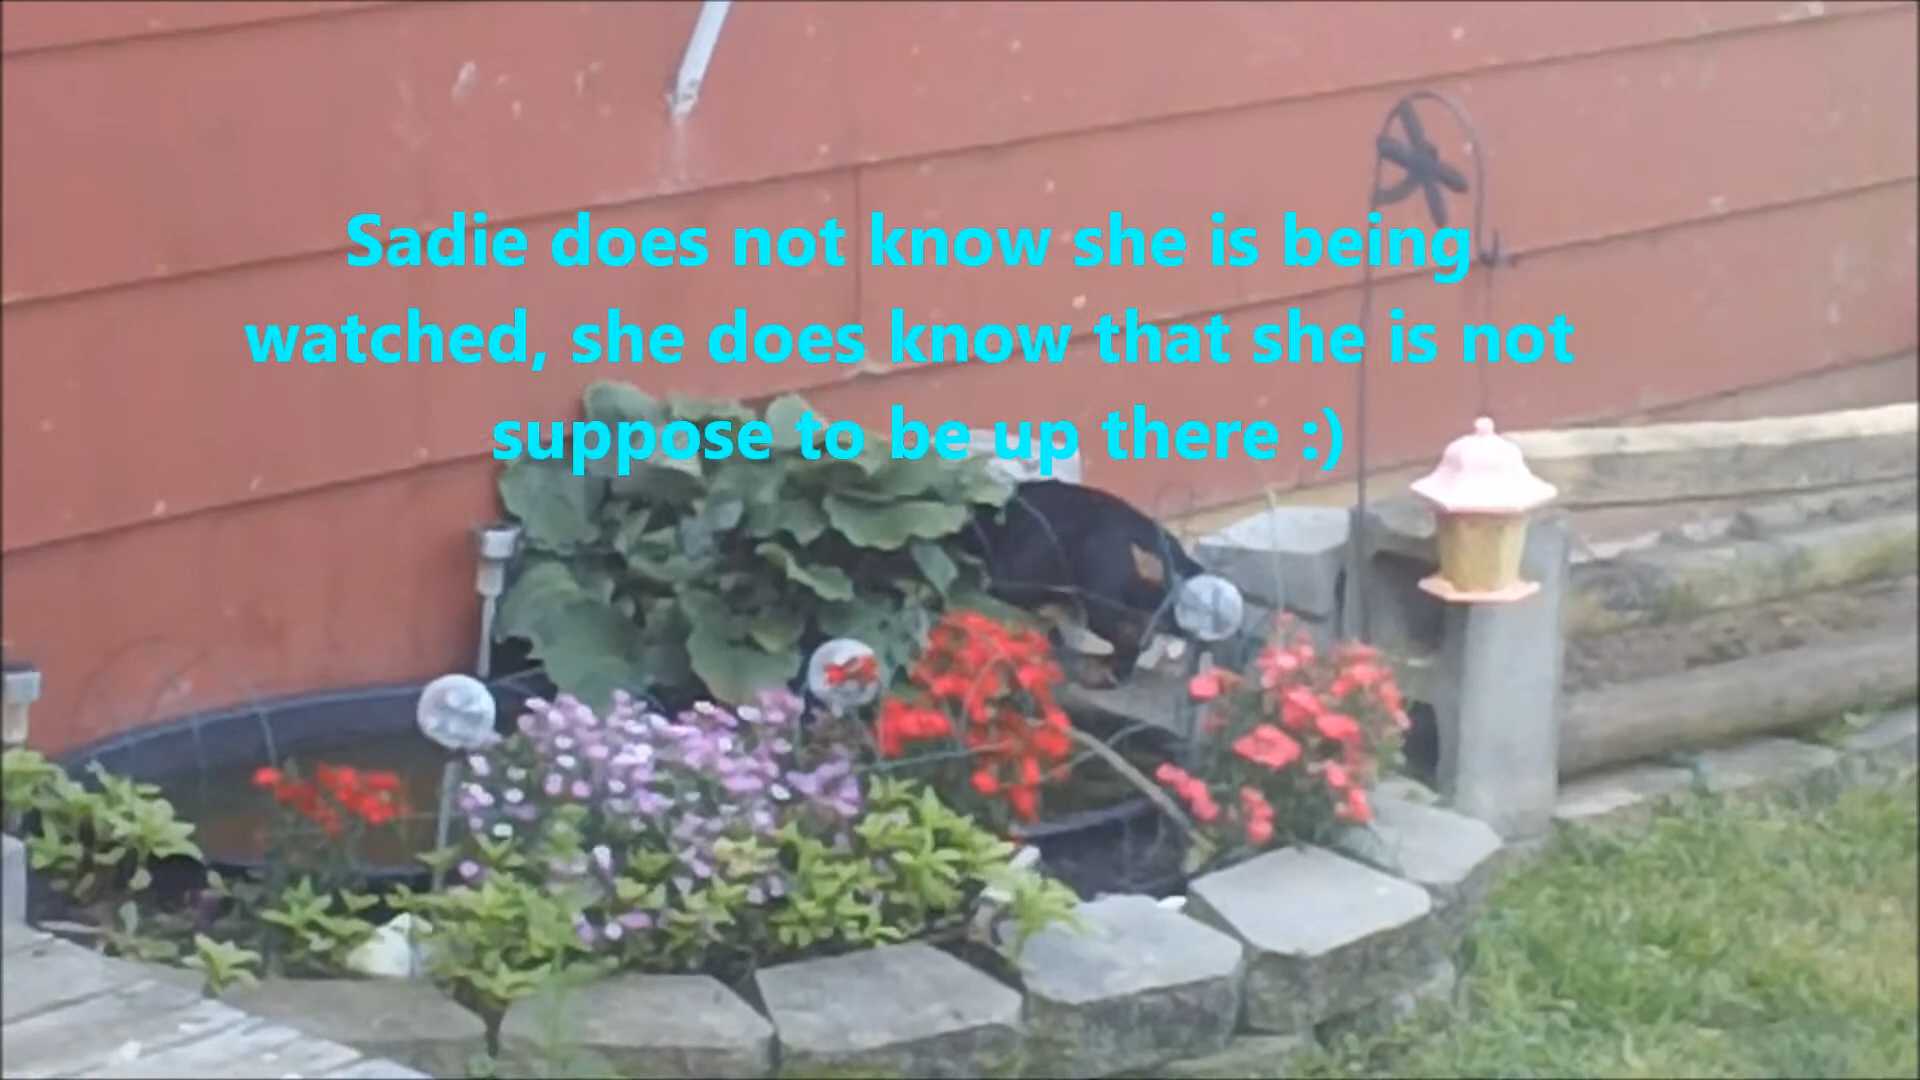 Sadie does not know she is being
watched, she does know that she is not
suppose to be up there :)